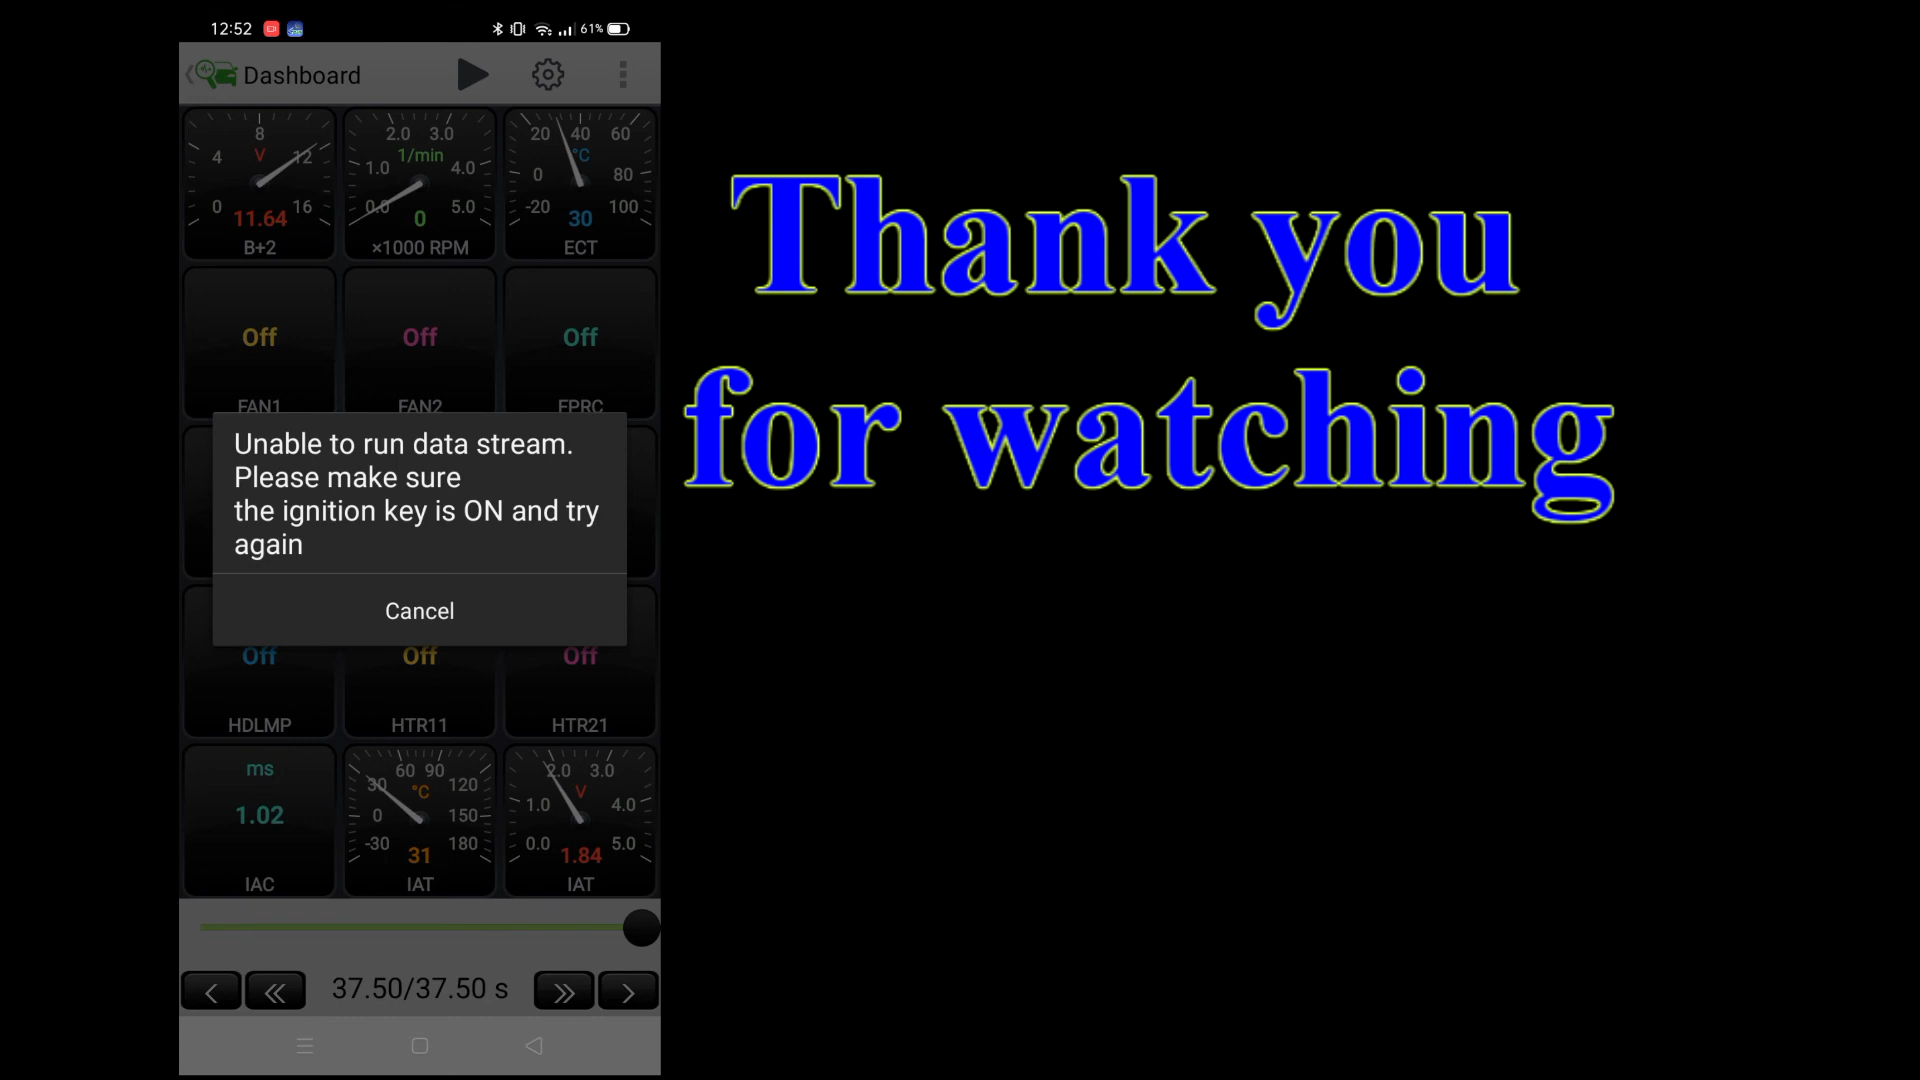 12:52
61%
Dashboard
8
4
V
12
0
11.64
16
B+2
2.0 3.0
1/min
1.0
4.0
0.0
0
5.0
×1000 RPM
20 40 60
°C
0
80
-20
30
100
ECT
Off
FAN1
Off
FAN2
Off
FPRC
Unable to run data stream.
Please make sure
the ignition key is ON and try
again
Cancel
Off
HDLMP
Off
HTR11
Off
HTR21
ms
1.02
IAC
60 90
30
120
°C
0
150
-30
31
180
IAT
2.0 3.0
V
1.0
4.0
0.0
1.84
5.0
IAT
37.50/37.50 s
Thank you
for watching